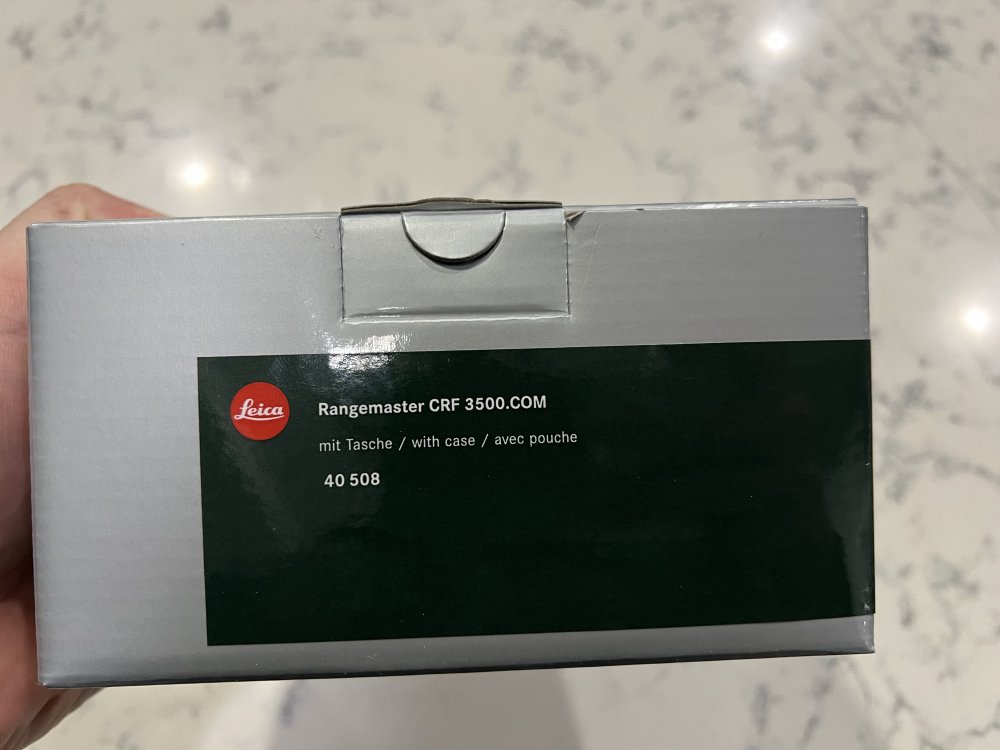 Leica
Rangemaster CRF 3500.COM
mit Tasche / with case / avec pouche
40 508